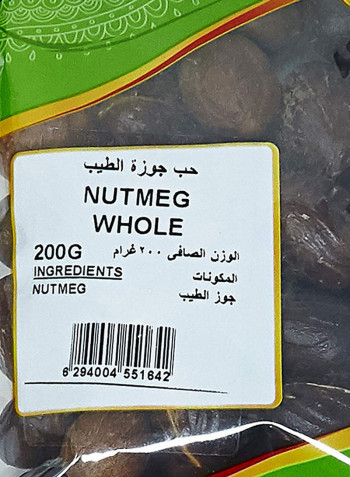 حب جوزة الطيب
NUTMEG
WHOLE
200G الوزن الصافى ٢٠٠ غرام
INGREDIENTS المكونات
NUTMEG جوز الطيب
6 294004 551642